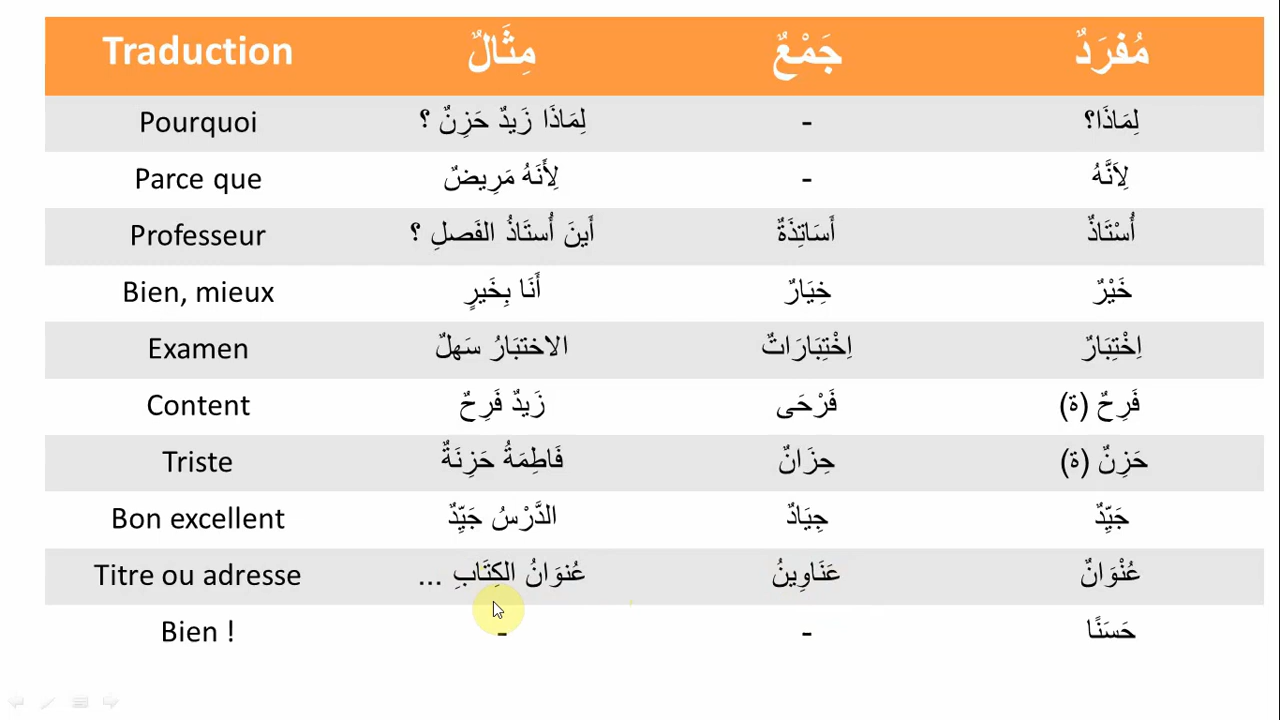 مُفرَدٌ جَمْعٌ مِثَالٌ Traduction
لِمَاذَا؟ - لِمَاذَا زَيدٌ حَزِنٌ ؟ Pourquoi
لِاَنَّهُ - لِأَنَهُ مَرِيضٌ Parce que
أُسْتَاذٌ أَسَاتِذَةٌ أَينَ أُستَاذُ الفَصلِ ؟ Professeur
خَيْرٌ خِيَارٌ أَنَا بِخَيرٍ Bien, mieux
اِخْتِبَارٌ اِخْتِبَارَاتٌ الاختبَارُ سَهلٌ Examen
فَرِحٌ (ة) فَرْحَى زَيدٌ فَرِحٌ Content
حَزِنٌ (ة) حِزَانٌ فَاطِمَةُ حَزِنَةٌ Triste
جَيِّدٌ جِيَادٌ الدَّرْسُ جَيِّدٌ Bon excellent
عُنْوَانٌ عَنَاوِينُ عُنوَانُ الكِتَابِ ... Titre ou adresse
حَسَنًا - - Bien !